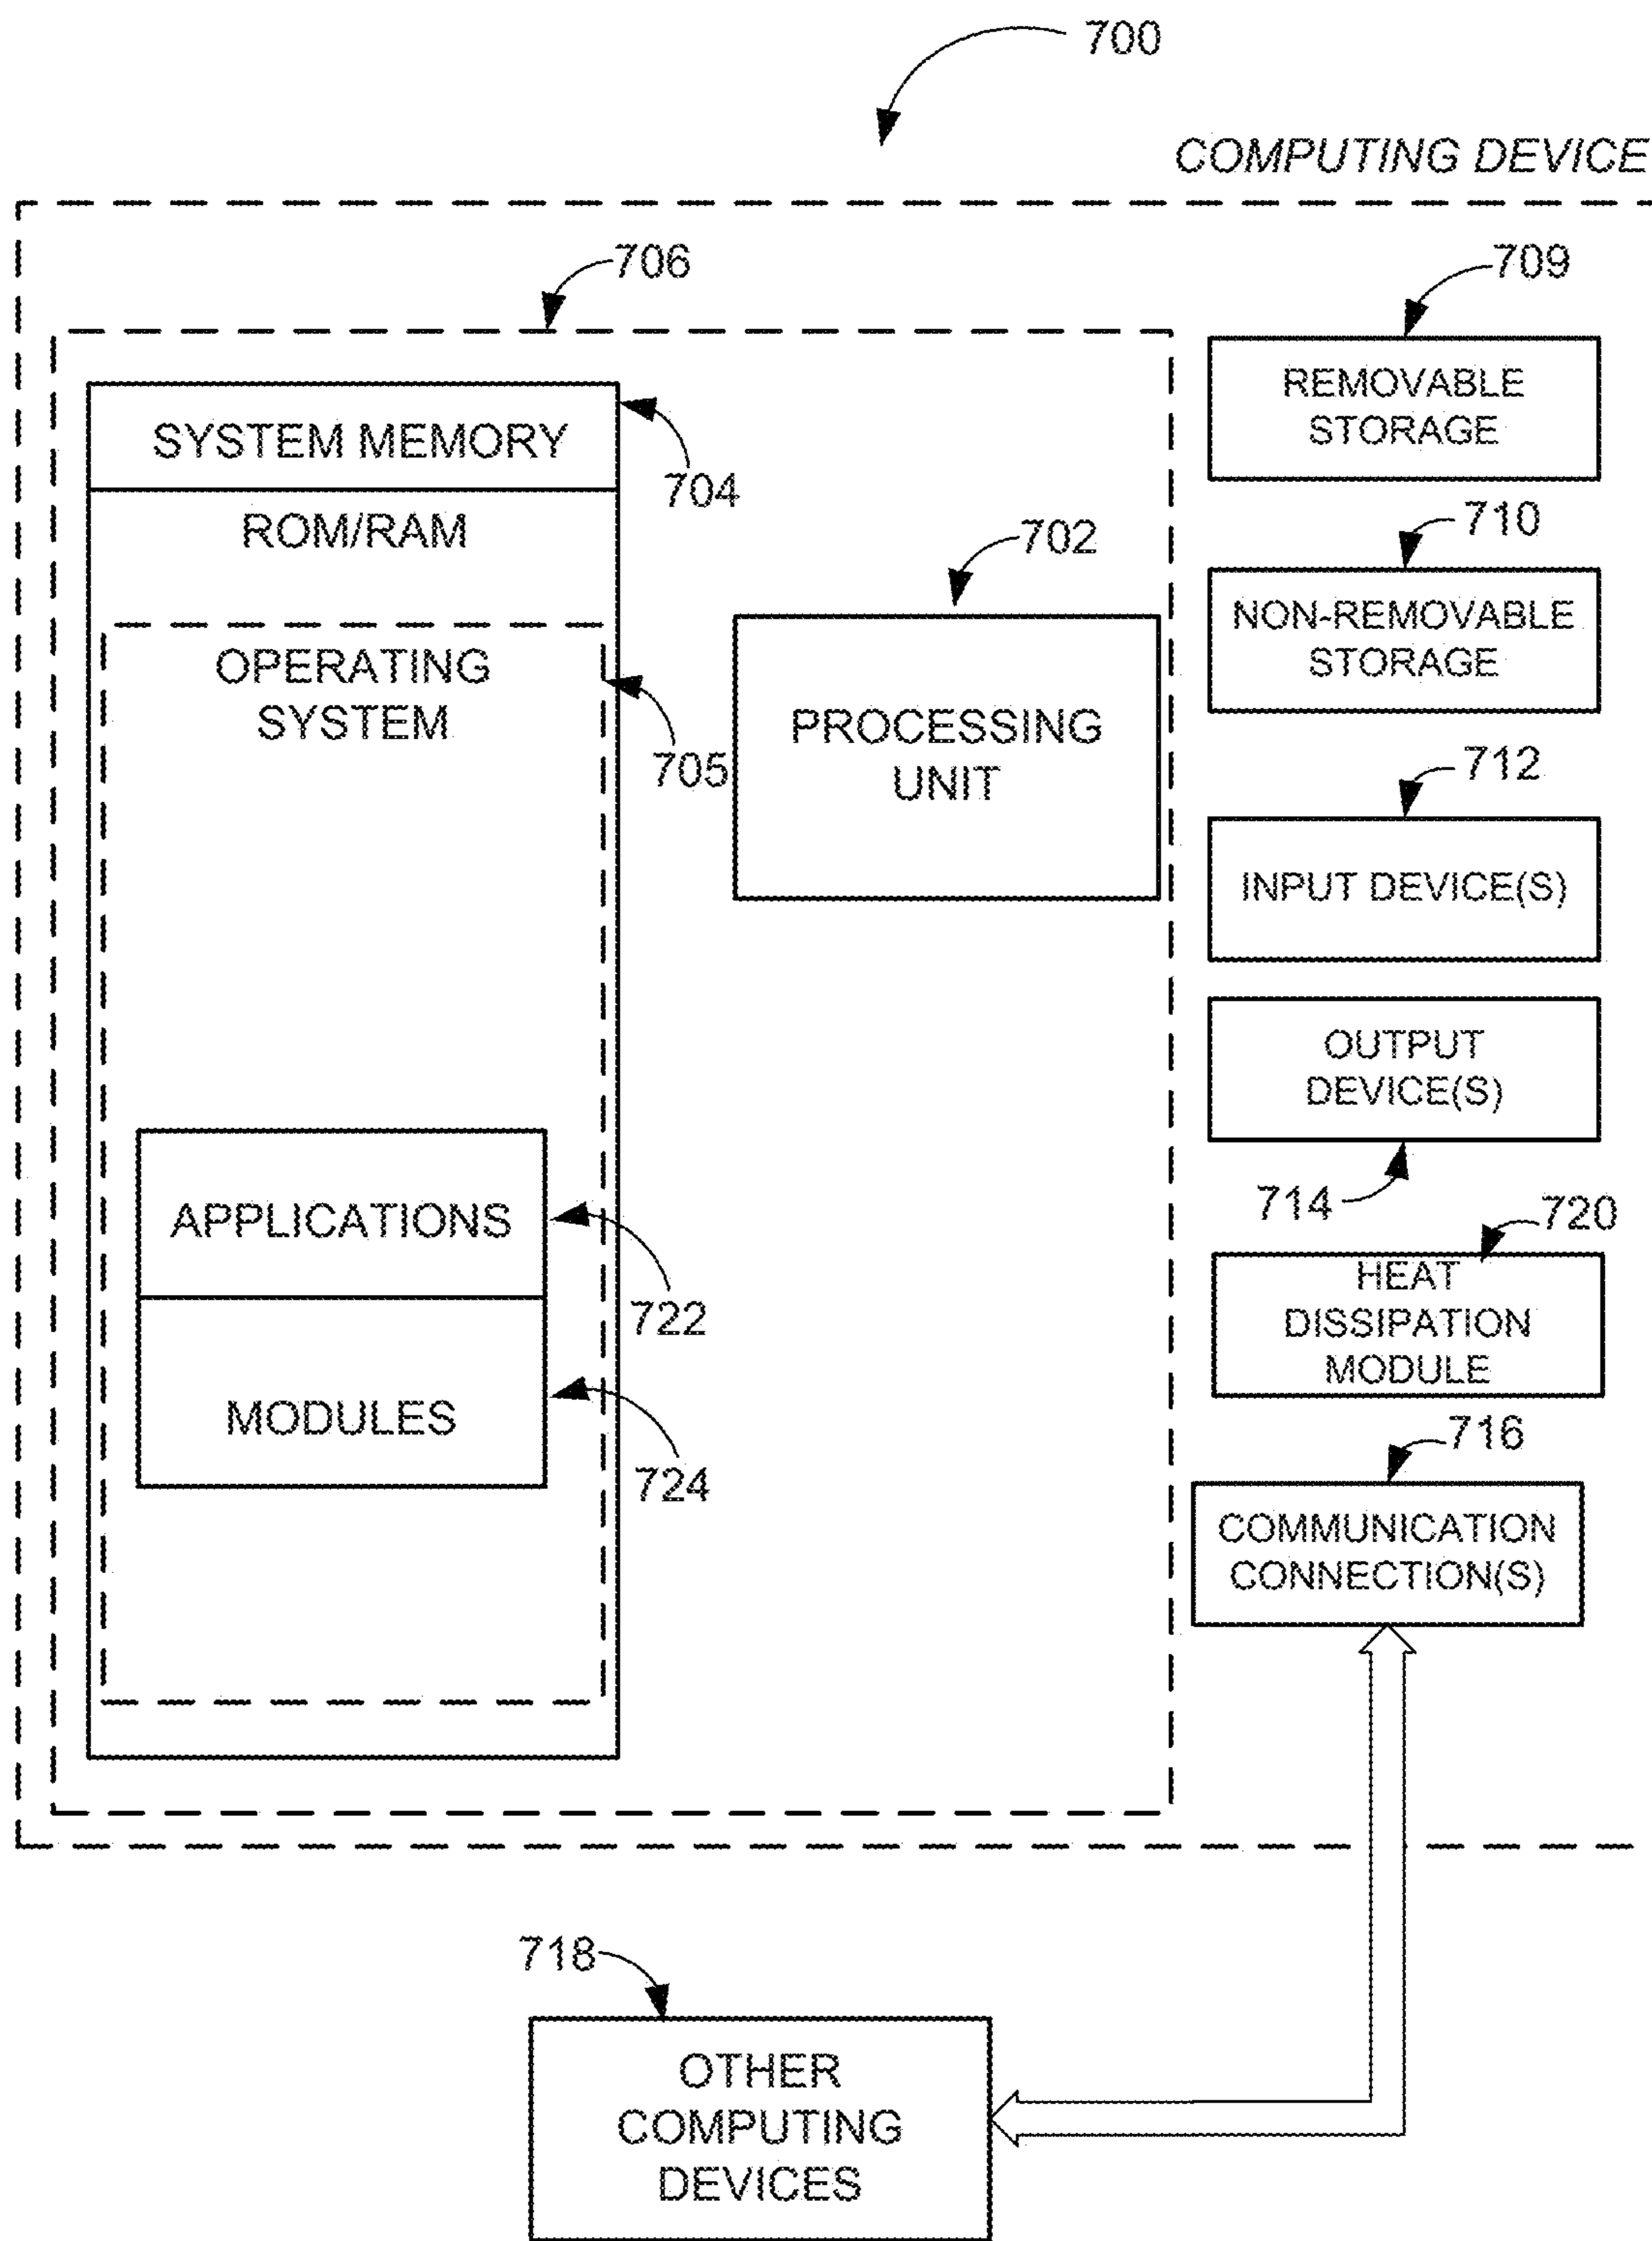 700
COMPUTING DEVICE
706
709
REMOVABLE
STORAGE
SYSTEM MEMORY
704
ROM/RAM
710
NON-REMOVABLE
STORAGE
702
PROCESSING
UNIT
OPERATING
SYSTEM
705
712
INPUT DEVICE(S)
OUTPUT
DEVICE(S)
714
720
HEAT
DISSIPATION
MODULE
APPLICATIONS
722
MODULES
724
716
COMMUNICATION
CONNECTION(S)
718
OTHER
COMPUTING
DEVICES